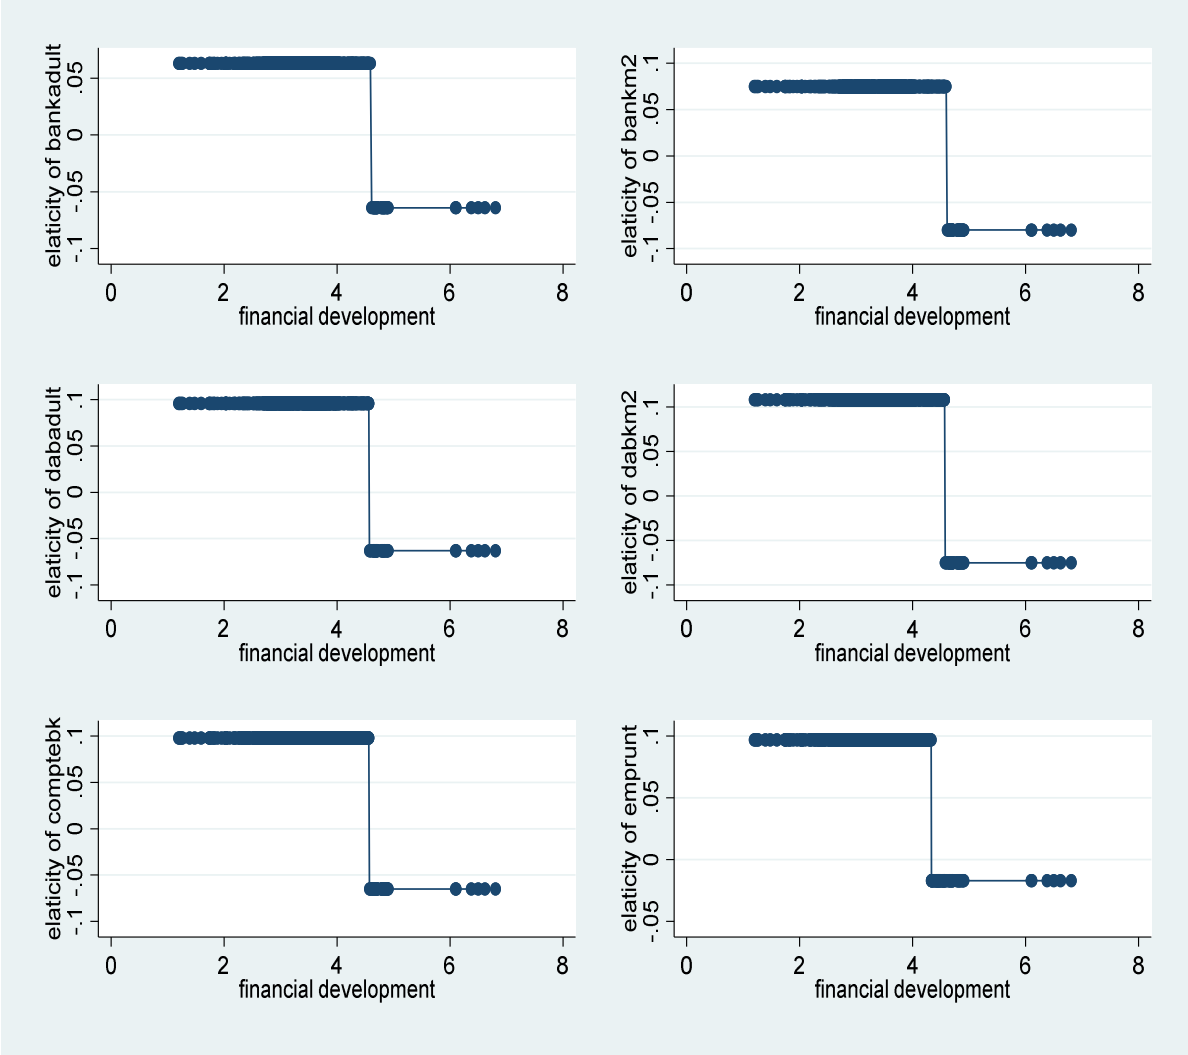 elaticity of bankadult
.05
0
-.05
-.1
0 2 4 6 8
financial development
elaticity of bankm2
.1
.05
0
-.05
-.1
0 2 4 6 8
financial development
elaticity of dabadult
.1
.05
0
-.05
-.1
0 2 4 6 8
financial development
elaticity of dabkm2
.1
.05
0
-.05
-.1
0 2 4 6 8
financial development
elaticity of comptebk
.1
.05
0
-.05
-.1
0 2 4 6 8
financial development
elaticity of emprunt
.1
.05
0
-.05
0 2 4 6 8
financial development